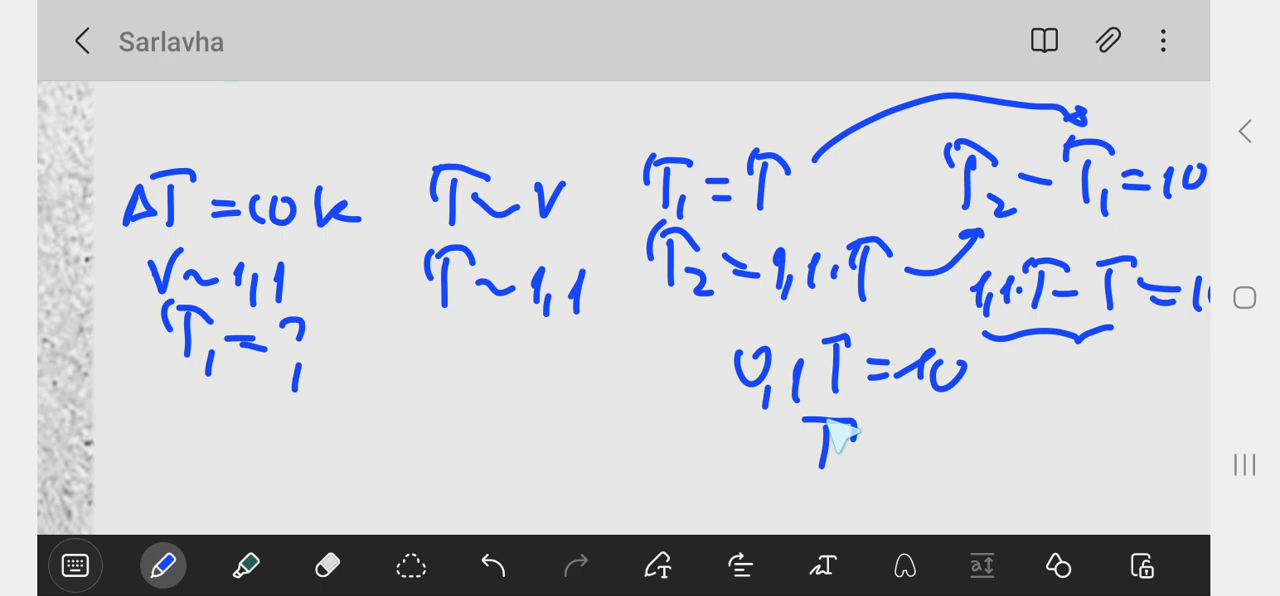 Sarlavha
ΔT = 10 K
V ~ 1,1
T₁ = ?
T ~ V
T ~ 1,1
T₁ = T
T₂ = 1,1·T
T₂ - T₁ = 10
1,1·T - T = 10
0,1 T = 10
T